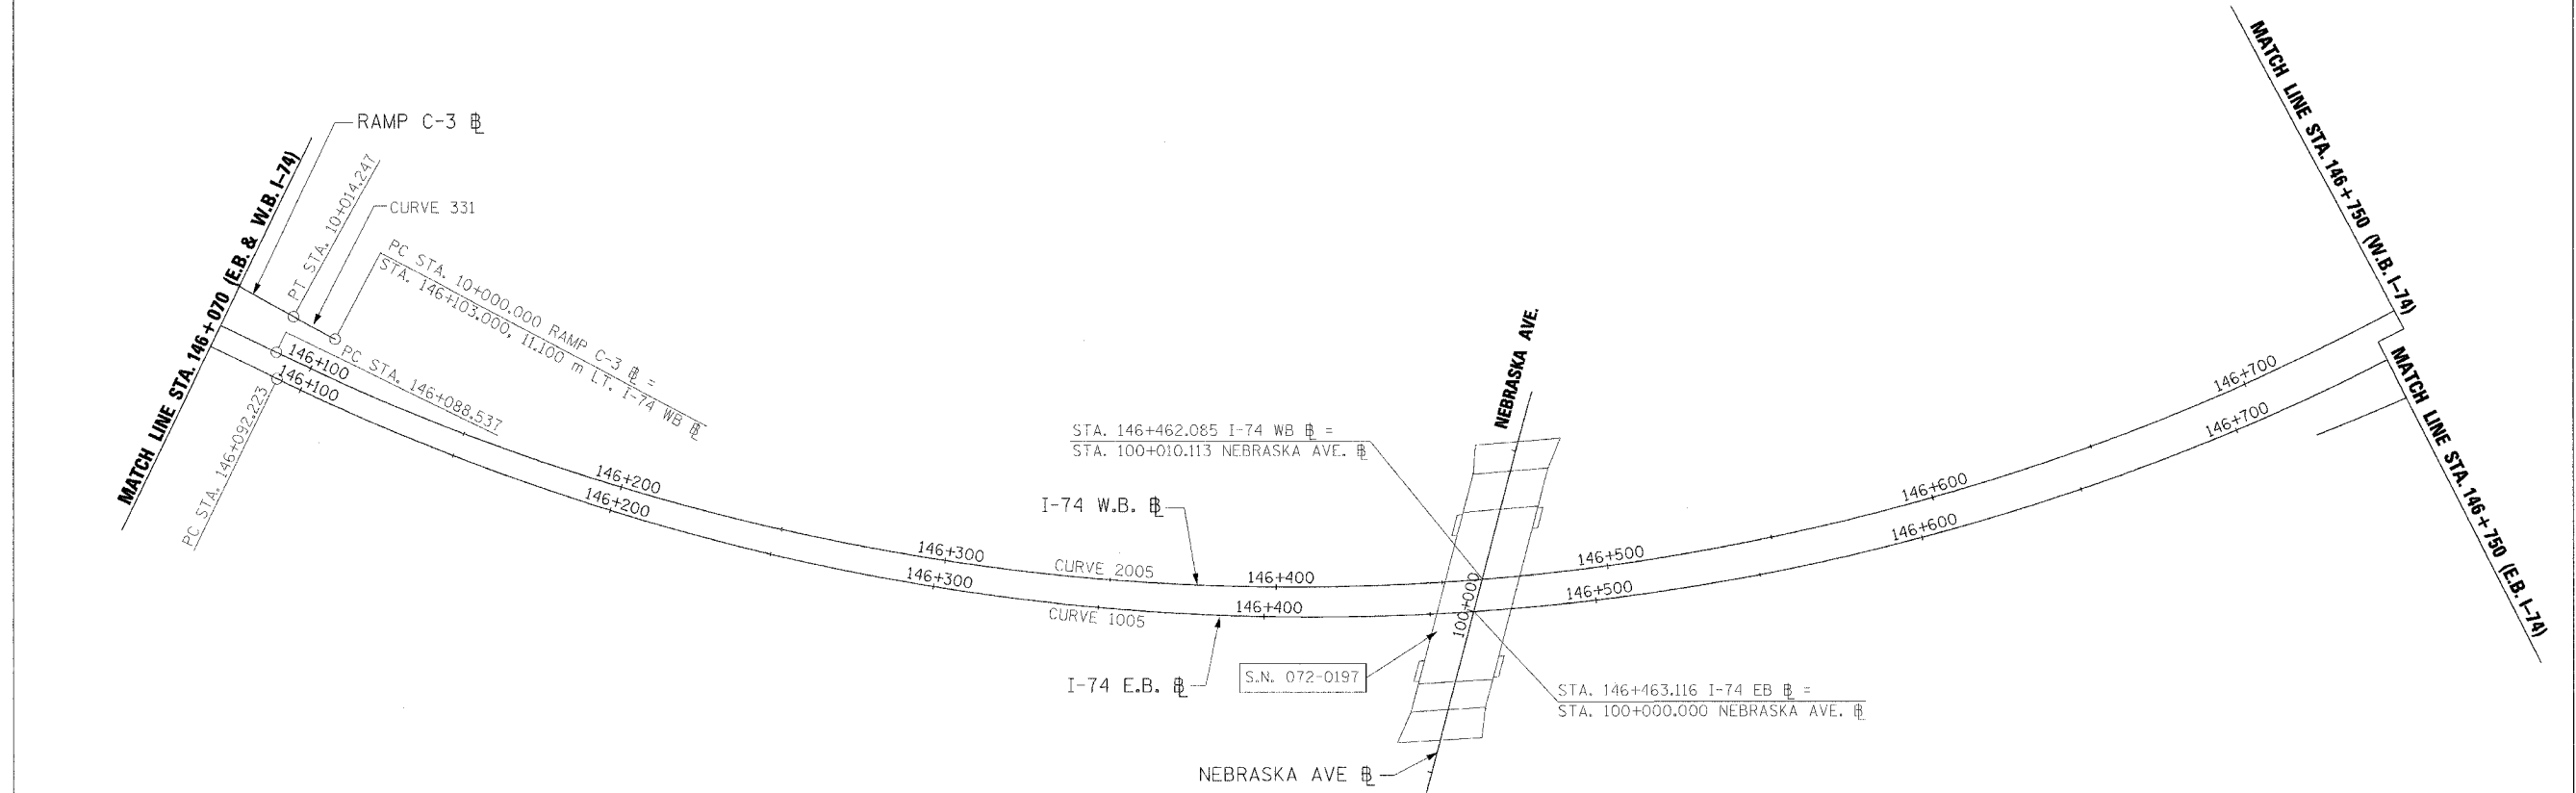 MATCH LINE STA. 146+070 (E.B. & W.B. I-74)
RAMP C-3 ℄
PT STA. 10+014.247
CURVE 331
PC STA. 10+000.000 RAMP C-3 ℄ =
STA. 146+103.000, 11.100 m LT. I-74 WB ℄
PC STA. 146+088.537
PC STA. 146+092.223
146+100
146+100
146+200
146+200
146+300
146+300
CURVE 2005
CURVE 1005
I-74 W.B. ℄
I-74 E.B. ℄
146+400
146+400
STA. 146+462.085 I-74 WB ℄ =
STA. 100+010.113 NEBRASKA AVE. ℄
NEBRASKA AVE.
100+000
S.N. 072-0197
NEBRASKA AVE ℄
STA. 146+463.116 I-74 EB ℄ =
STA. 100+000.000 NEBRASKA AVE. ℄
146+500
146+500
146+600
146+600
146+700
146+700
MATCH LINE STA. 146+750 (W.B. I-74)
MATCH LINE STA. 146+750 (E.B. I-74)